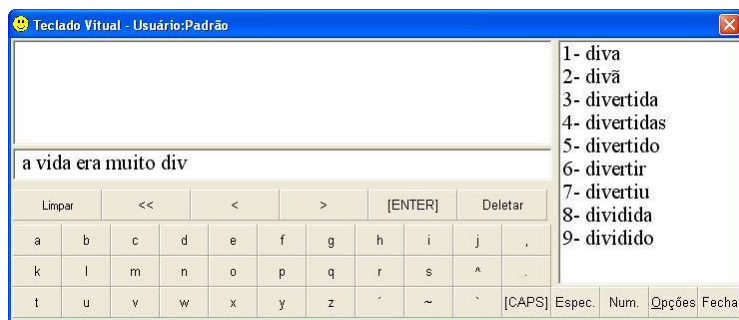 Teclado Vitual - Usuário:Padrão
a vida era muito div
1- diva
2- divã
3- divertida
4- divertidas
5- divertido
6- divertir
7- divertiu
8- dividida
9- dividido
Limpar << < > [ENTER] Deletar
a b c d e f g h i j ,
k l m n o p q r s ^ .
t u v w x y z ´ ~ ` [CAPS] Espec. Num. Opções Fecha